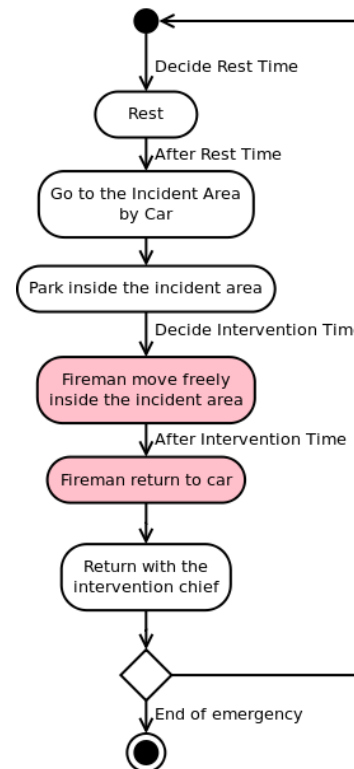 Decide Rest Time
Rest
After Rest Time
Go to the Incident Area
by Car
Park inside the incident area
Decide Intervention Time
Fireman move freely
inside the incident area
After Intervention Time
Fireman return to car
Return with the
intervention chief
End of emergency